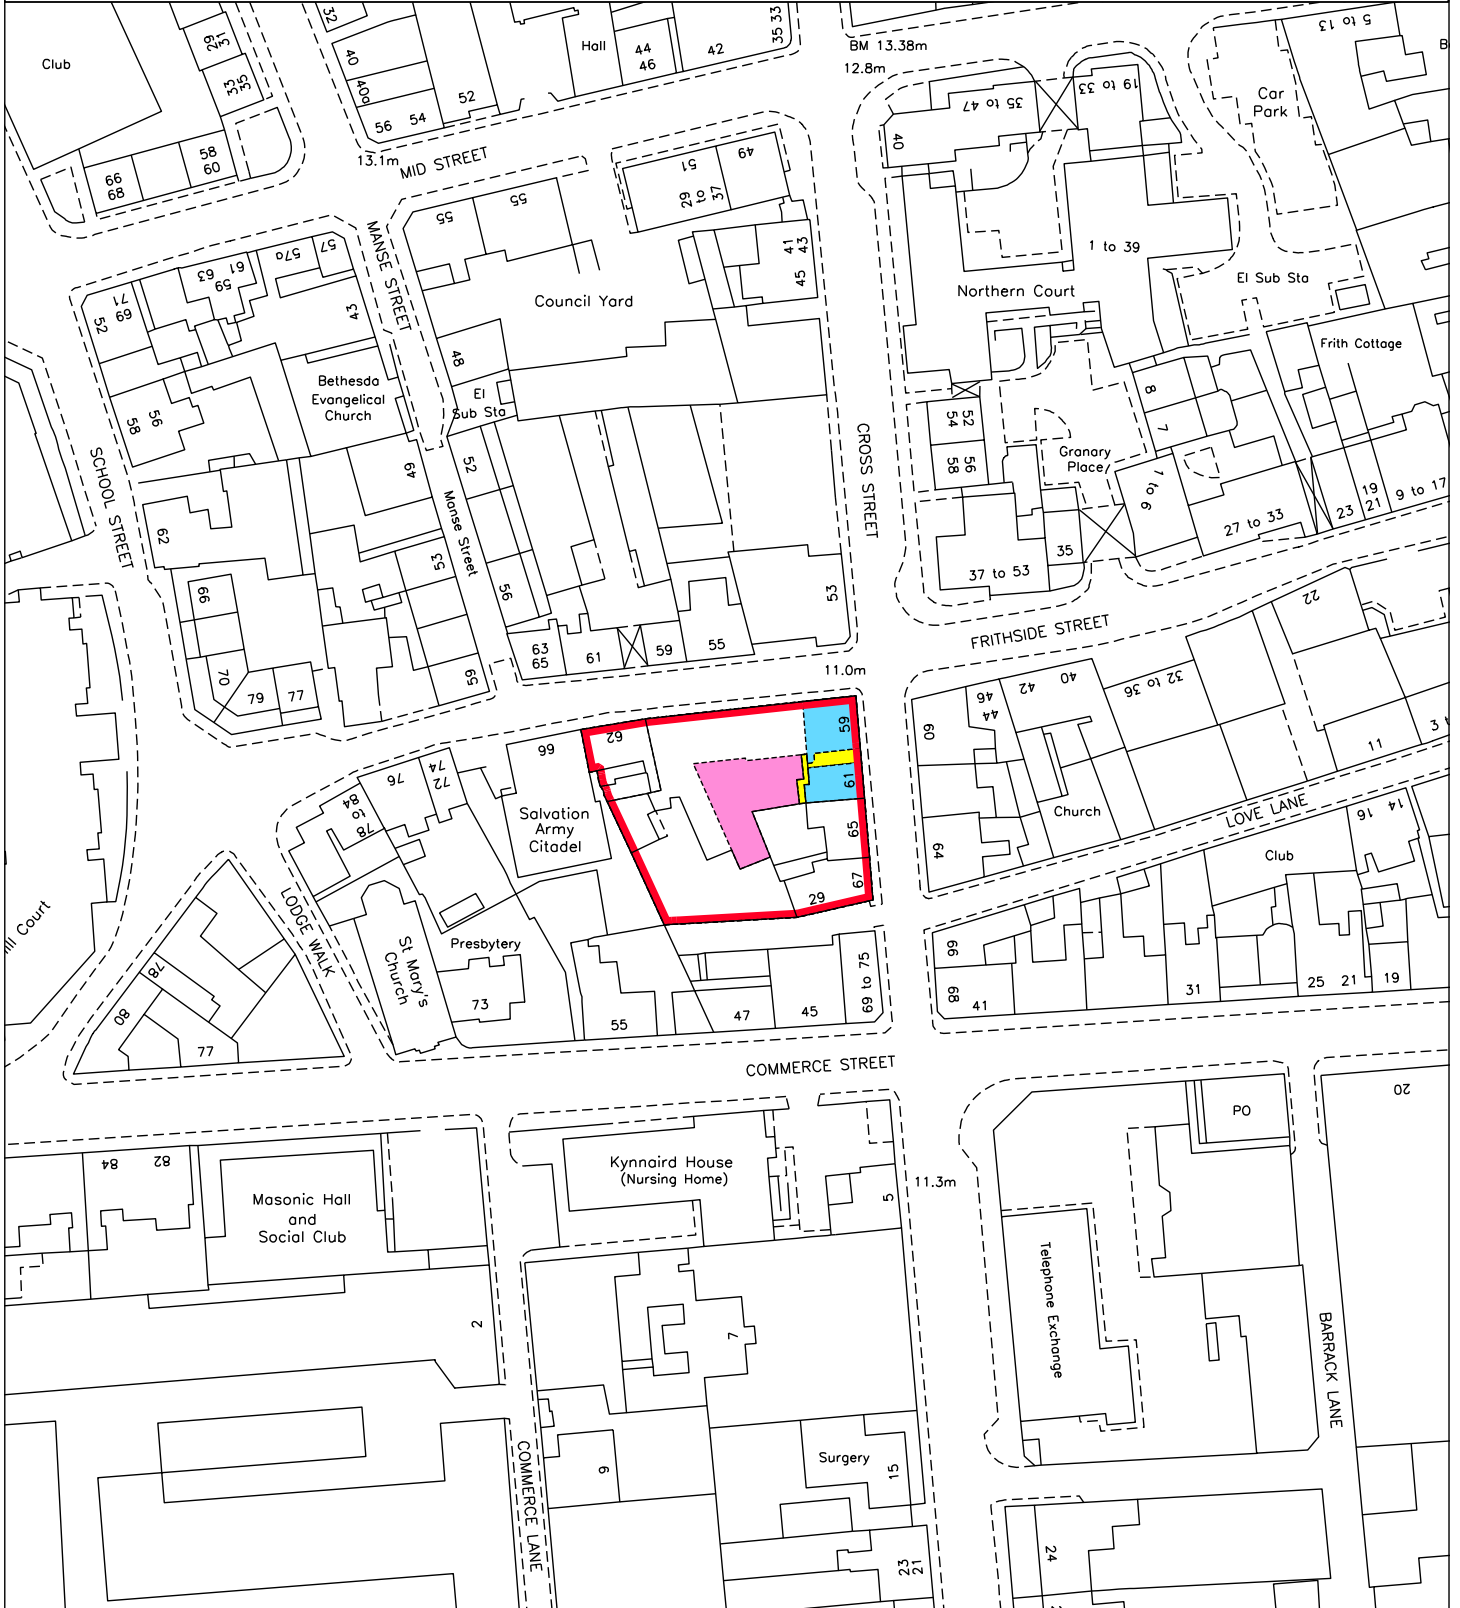 Club
29
31
33
35
32
40
40a
56
54
52
Hall
44
46
42
35
33
BM 13.38m
12.8m
5 to 13
Car
Park
35 to 47
19 to 33
40
58
60
66
68
13.1m
MID STREET
55
55
51
49
29
to
37
41
43
45
1 to 39
El Sub Sta
Northern Court
Council Yard
MANSE STREET
57
57a
61
59
63
71
69
52
43
48
El
Sub Sta
Bethesda
Evangelical
Church
58
56
Frith Cottage
8
7
54
52
58
56
Granary
Place
1 to 6
CROSS STREET
SCHOOL STREET
49
52
Manse Street
62
53
56
66
70
79
77
59
63
65
61
59
55
53
37 to 53
35
27 to 33
23
19
21
9 to 17
11.0m
FRITHSIDE STREET
22
62
66
59
61
65
67
29
46
44
42
40
32 to 36
60
64
Church
11
LOVE LANE
16
14
Club
74
72
76
84
to
78
Salvation
Army
Citadel
LODGE WALK
St Mary's
Church
Presbytery
73
55
47
45
69 to 75
66
68
41
31
25
21
19
78
80
77
COMMERCE STREET
PO
20
84
82
Masonic Hall
and
Social Club
Kynnaird House
(Nursing Home)
5
11.3m
Telephone Exchange
BARRACK LANE
2
7
9
COMMERCE LANE
Surgery
15
23
21
24